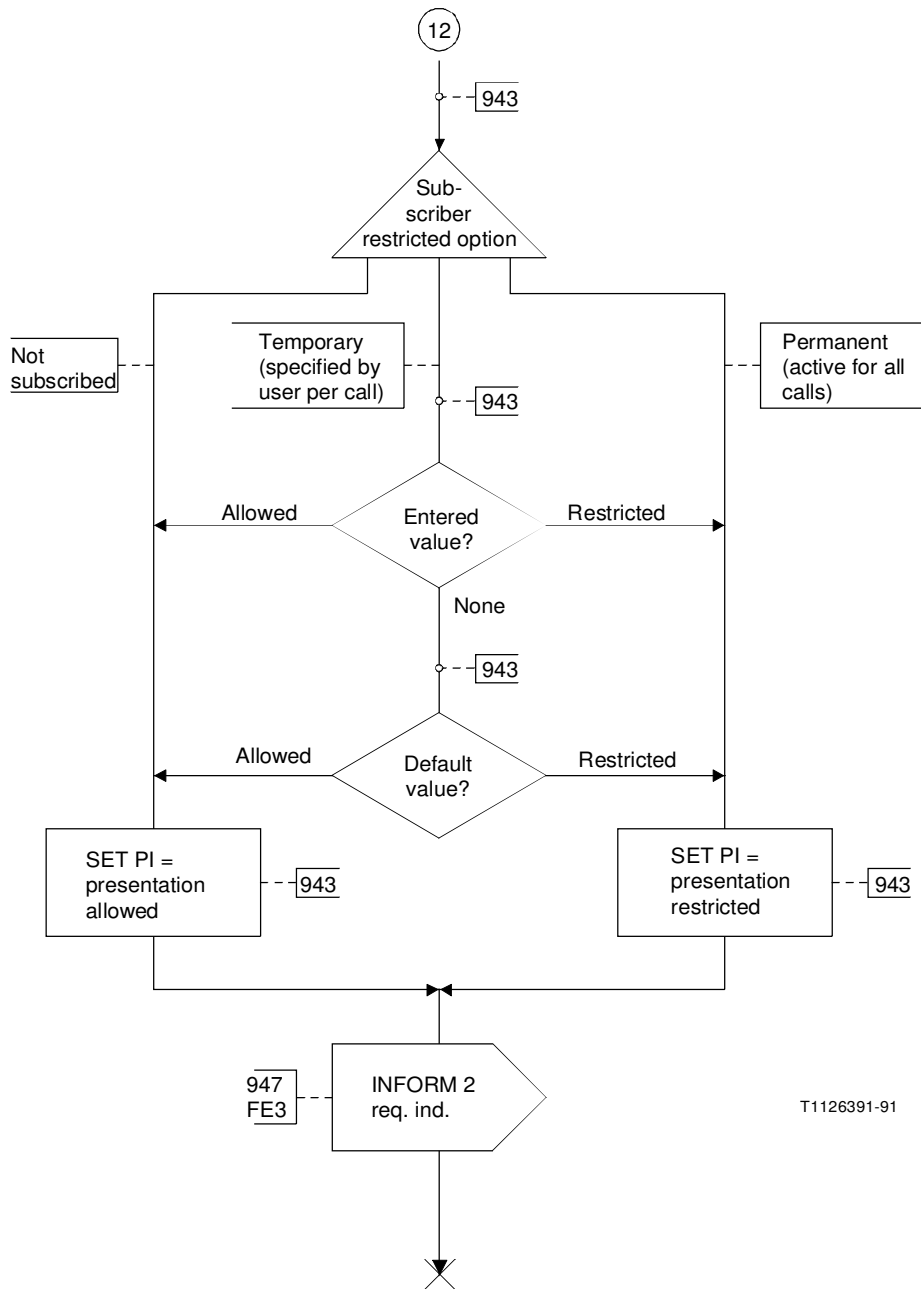 12
943
Sub-
scriber
restricted option
Not
subscribed
Temporary
(specified by
user per call)
Permanent
(active for all
calls)
943
Allowed
Entered
value?
Restricted
None
943
Allowed
Default
value?
Restricted
SET PI =
presentation
allowed
943
SET PI =
presentation
restricted
943
947
FE3
INFORM 2
req. ind.
T1126391-91